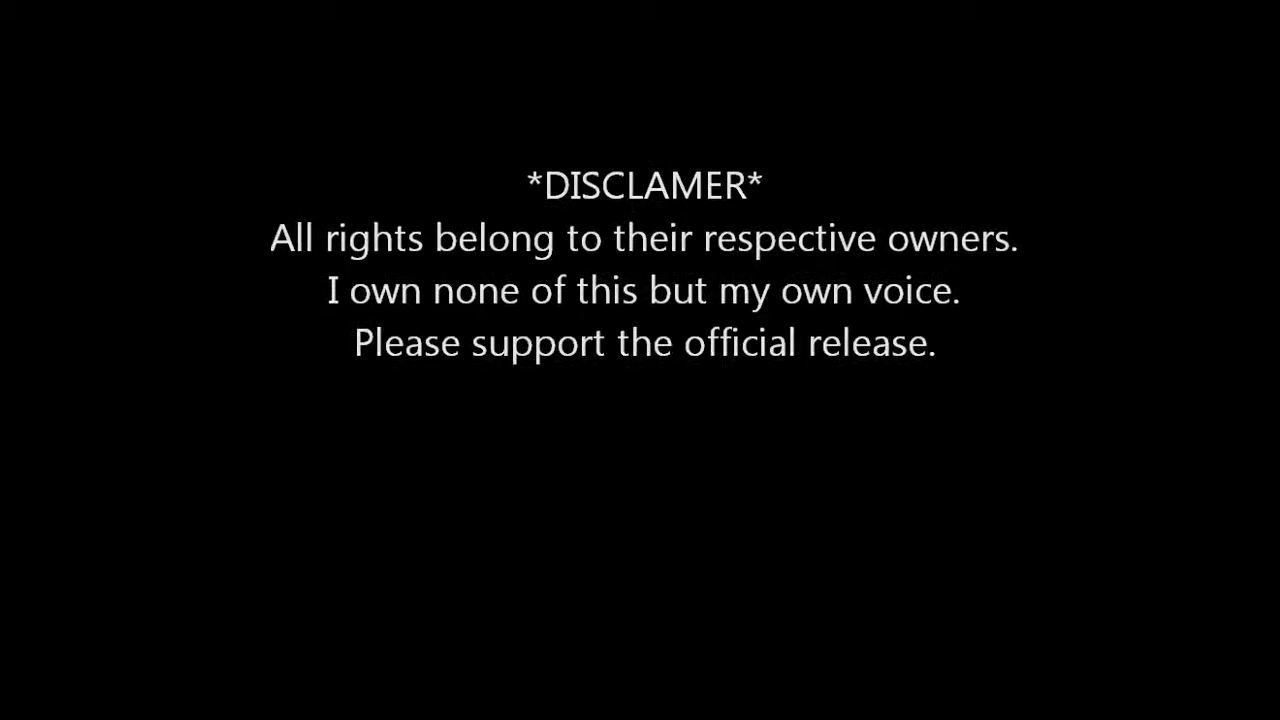 *DISCLAMER*
All rights belong to their respective owners.
I own none of this but my own voice.
Please support the official release.